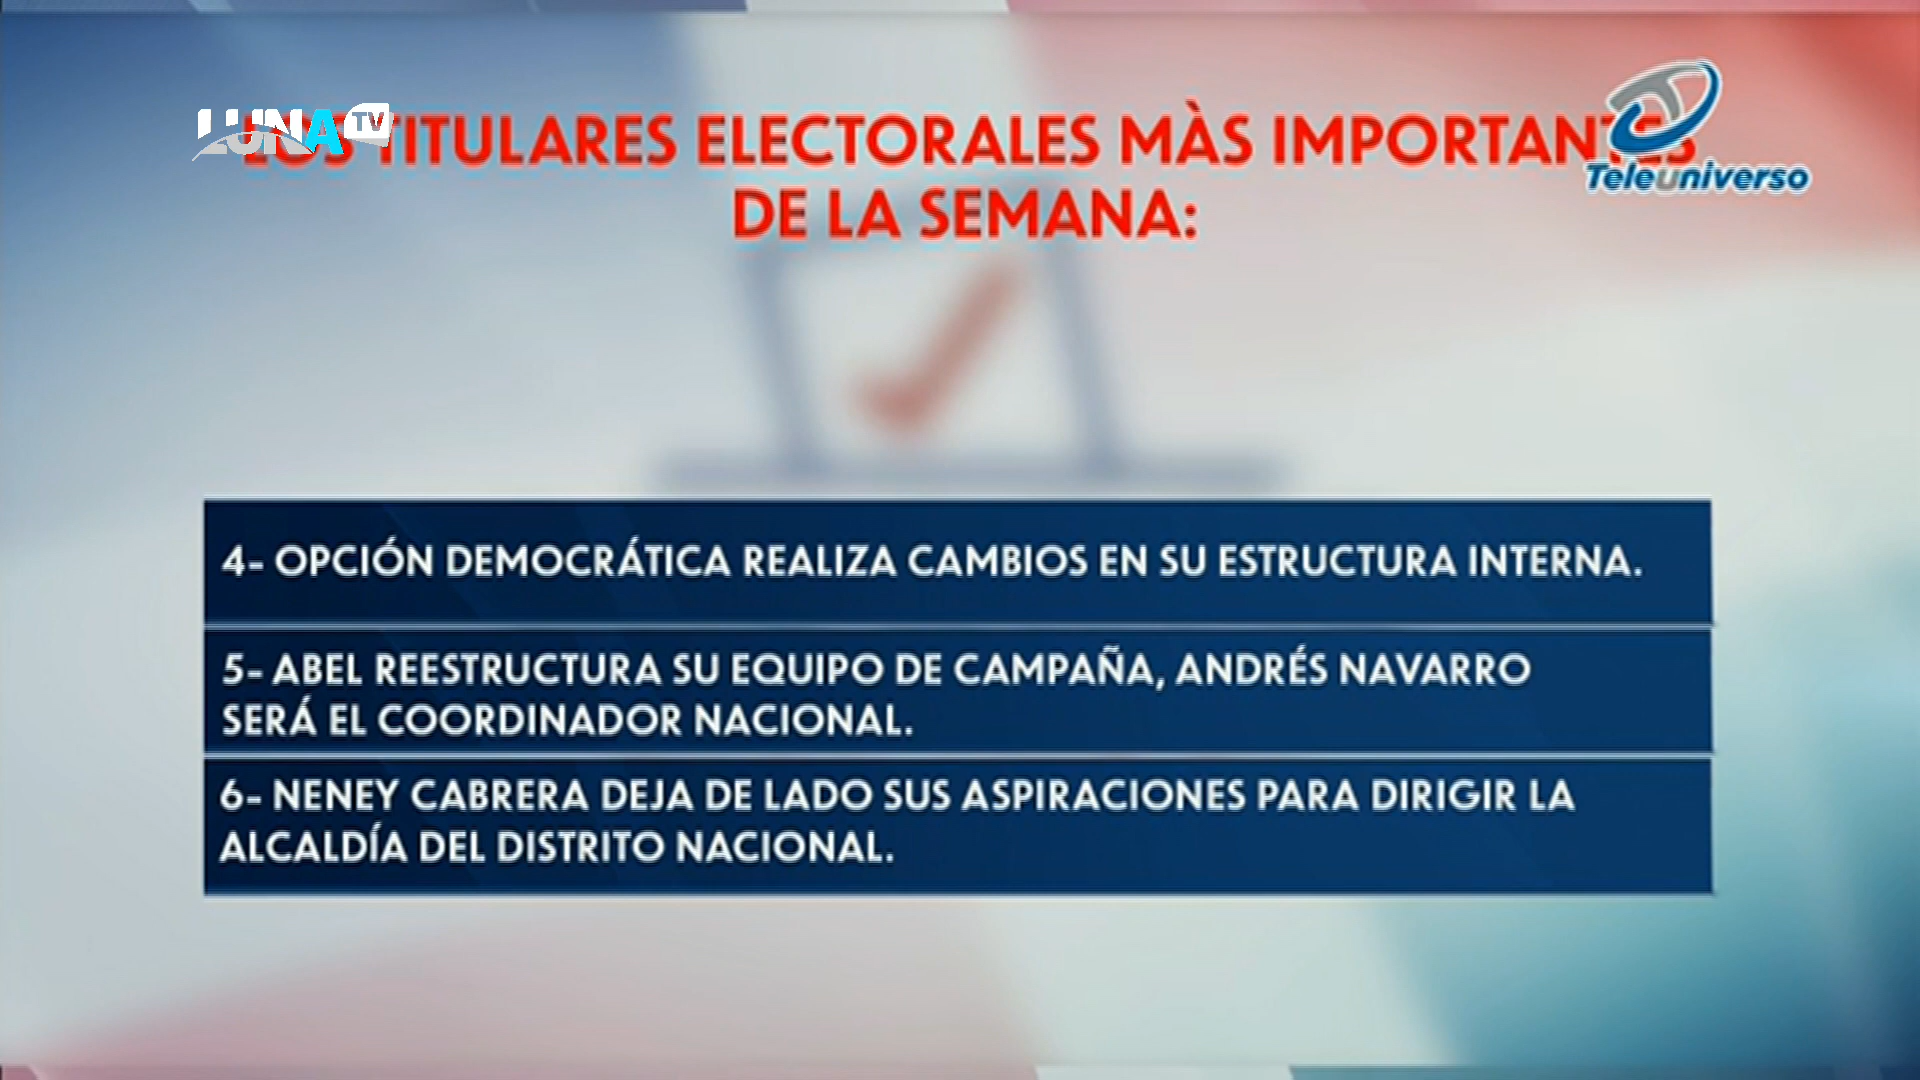 LUNA TV
LOS TITULARES ELECTORALES MÀS IMPORTANTES
Teleuniverso
DE LA SEMANA:
4- OPCIÓN DEMOCRÁTICA REALIZA CAMBIOS EN SU ESTRUCTURA INTERNA.
5- ABEL REESTRUCTURA SU EQUIPO DE CAMPAÑA, ANDRÉS NAVARRO
SERÁ EL COORDINADOR NACIONAL.
6- NENEY CABRERA DEJA DE LADO SUS ASPIRACIONES PARA DIRIGIR LA
ALCALDÍA DEL DISTRITO NACIONAL.